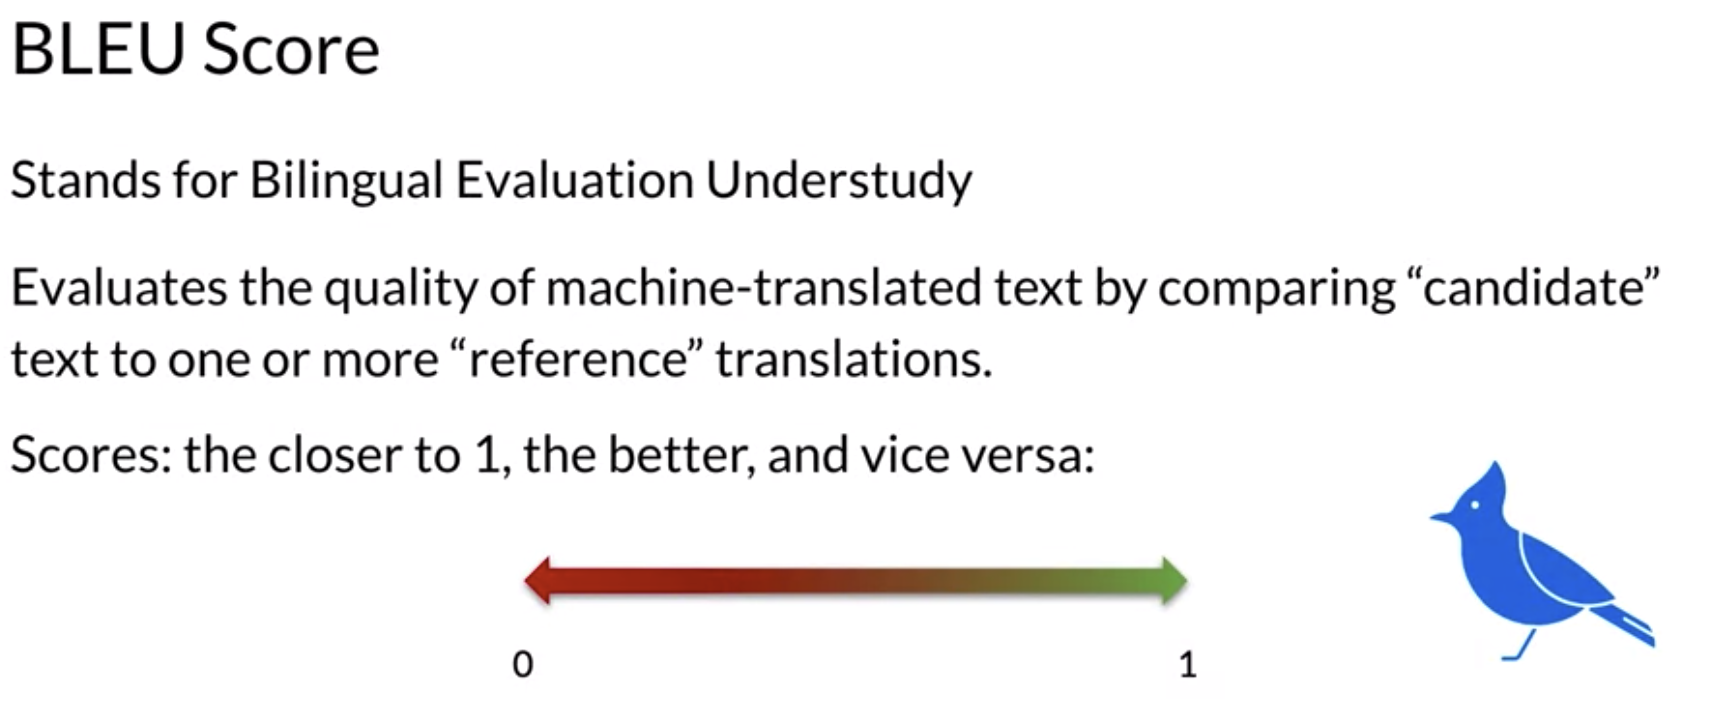 BLEU Score
Stands for Bilingual Evaluation Understudy
Evaluates the quality of machine-translated text by comparing “candidate”
text to one or more “reference” translations.
Scores: the closer to 1, the better, and vice versa:
0
1